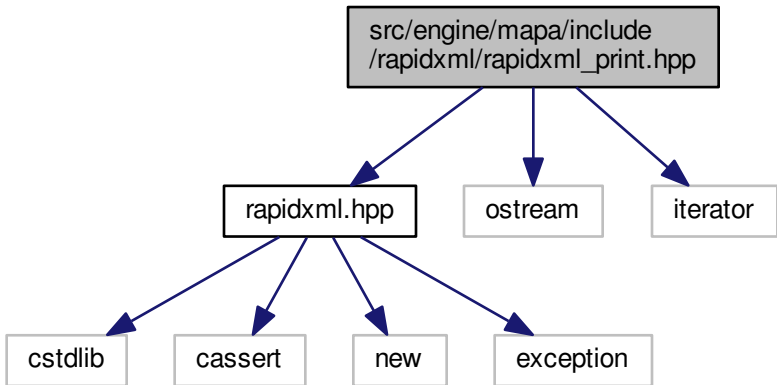 src/engine/mapa/include
/rapidxml/rapidxml_print.hpp
rapidxml.hpp
ostream
iterator
cstdlib
cassert
new
exception